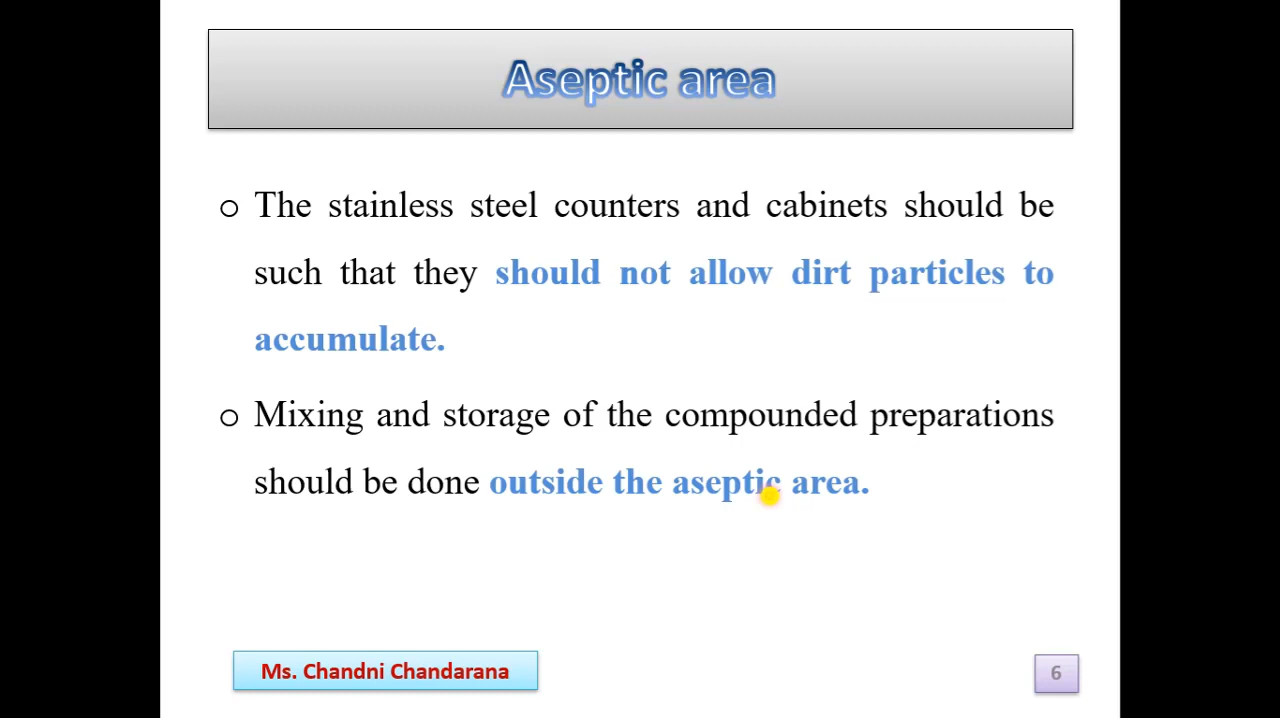 Aseptic area
The stainless steel counters and cabinets should be
such that they should not allow dirt particles to
accumulate.
Mixing and storage of the compounded preparations
should be done outside the aseptic area.
Ms. Chandni Chandarana
6